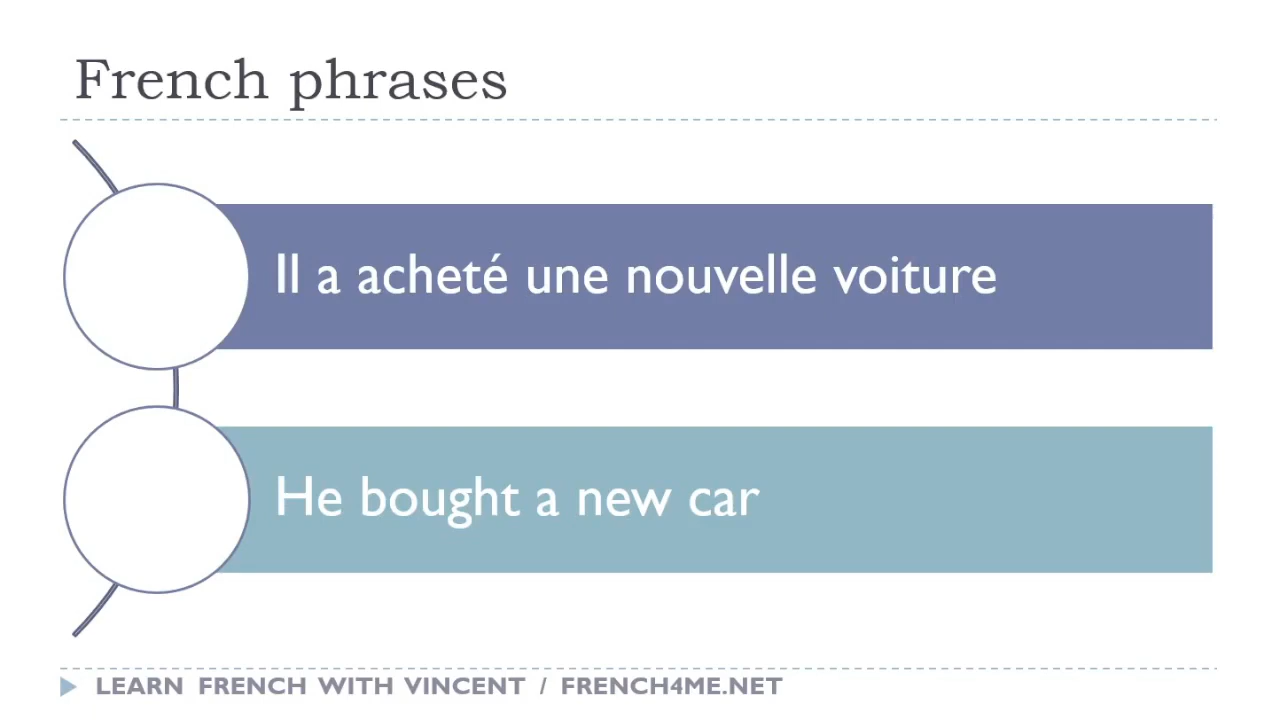 French phrases
Il a acheté une nouvelle voiture
He bought a new car
LEARN FRENCH WITH VINCENT / FRENCH4ME.NET